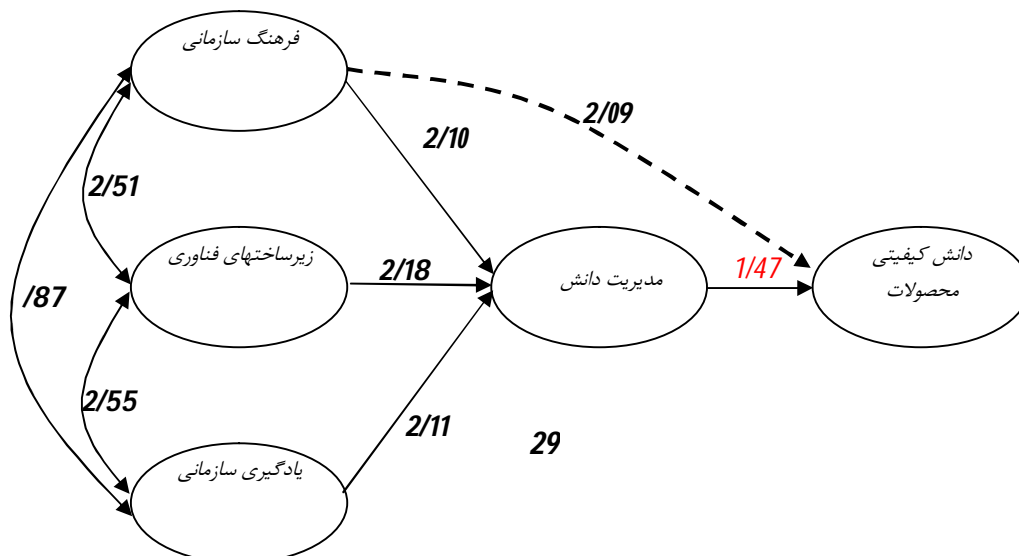 فرهنگ سازمانی
2/09
2/10
2/51
زیرساختهای فناوری
دانش کیفیتی
محصولات
مدیریت دانش
2/18
1/47
/87
2/55
2/11
29
یادگیری سازمانی